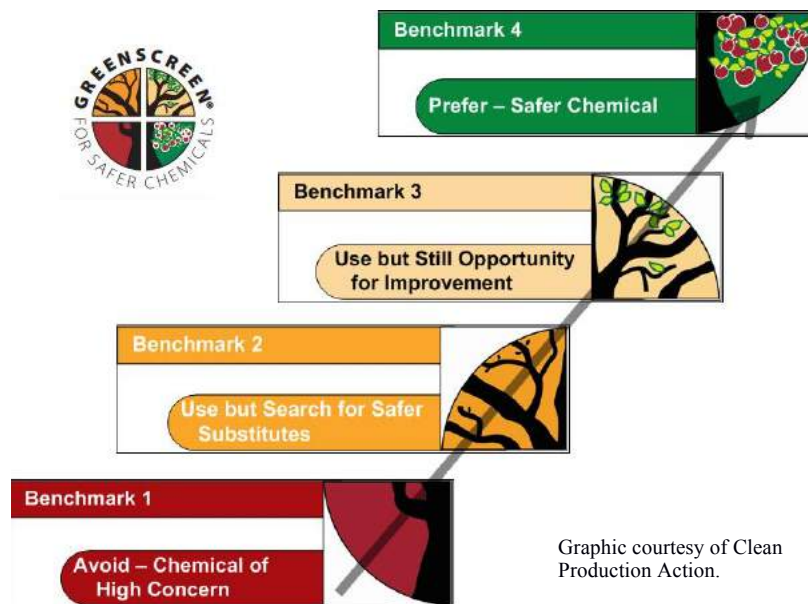 GREENSCREEN®
FOR SAFER CHEMICALS
Benchmark 4
Prefer – Safer Chemical
Benchmark 3
Use but Still Opportunity
for Improvement
Benchmark 2
Use but Search for Safer
Substitutes
Benchmark 1
Avoid – Chemical of
High Concern
Graphic courtesy of Clean
Production Action.